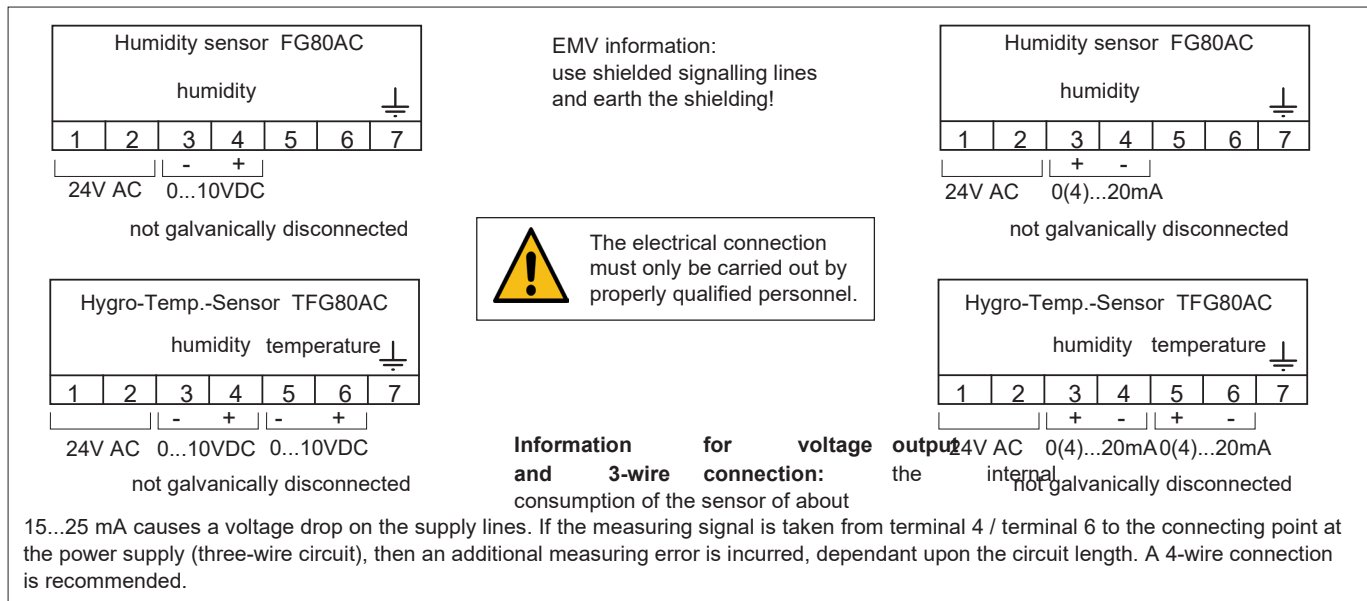 Humidity sensor FG80AC
humidity
1 2 3 4 5 6 7
- +
24V AC 0...10VDC
not galvanically disconnected
EMV information:
use shielded signalling lines
and earth the shielding!
Humidity sensor FG80AC
humidity
1 2 3 4 5 6 7
+ -
24V AC 0(4)...20mA
not galvanically disconnected
The electrical connection
must only be carried out by
properly qualified personnel.
Hygro-Temp.-Sensor TFG80AC
humidity temperature
1 2 3 4 5 6 7
- + - +
24V AC 0...10VDC 0...10VDC
not galvanically disconnected
Hygro-Temp.-Sensor TFG80AC
humidity temperature
1 2 3 4 5 6 7
+ - + -
24V AC 0(4)...20mA 0(4)...20mA
not galvanically disconnected
Information for voltage output
and 3-wire connection: the internal
consumption of the sensor of about
15...25 mA causes a voltage drop on the supply lines. If the measuring signal is taken from terminal 4 / terminal 6 to the connecting point at
the power supply (three-wire circuit), then an additional measuring error is incurred, dependant upon the circuit length. A 4-wire connection
is recommended.